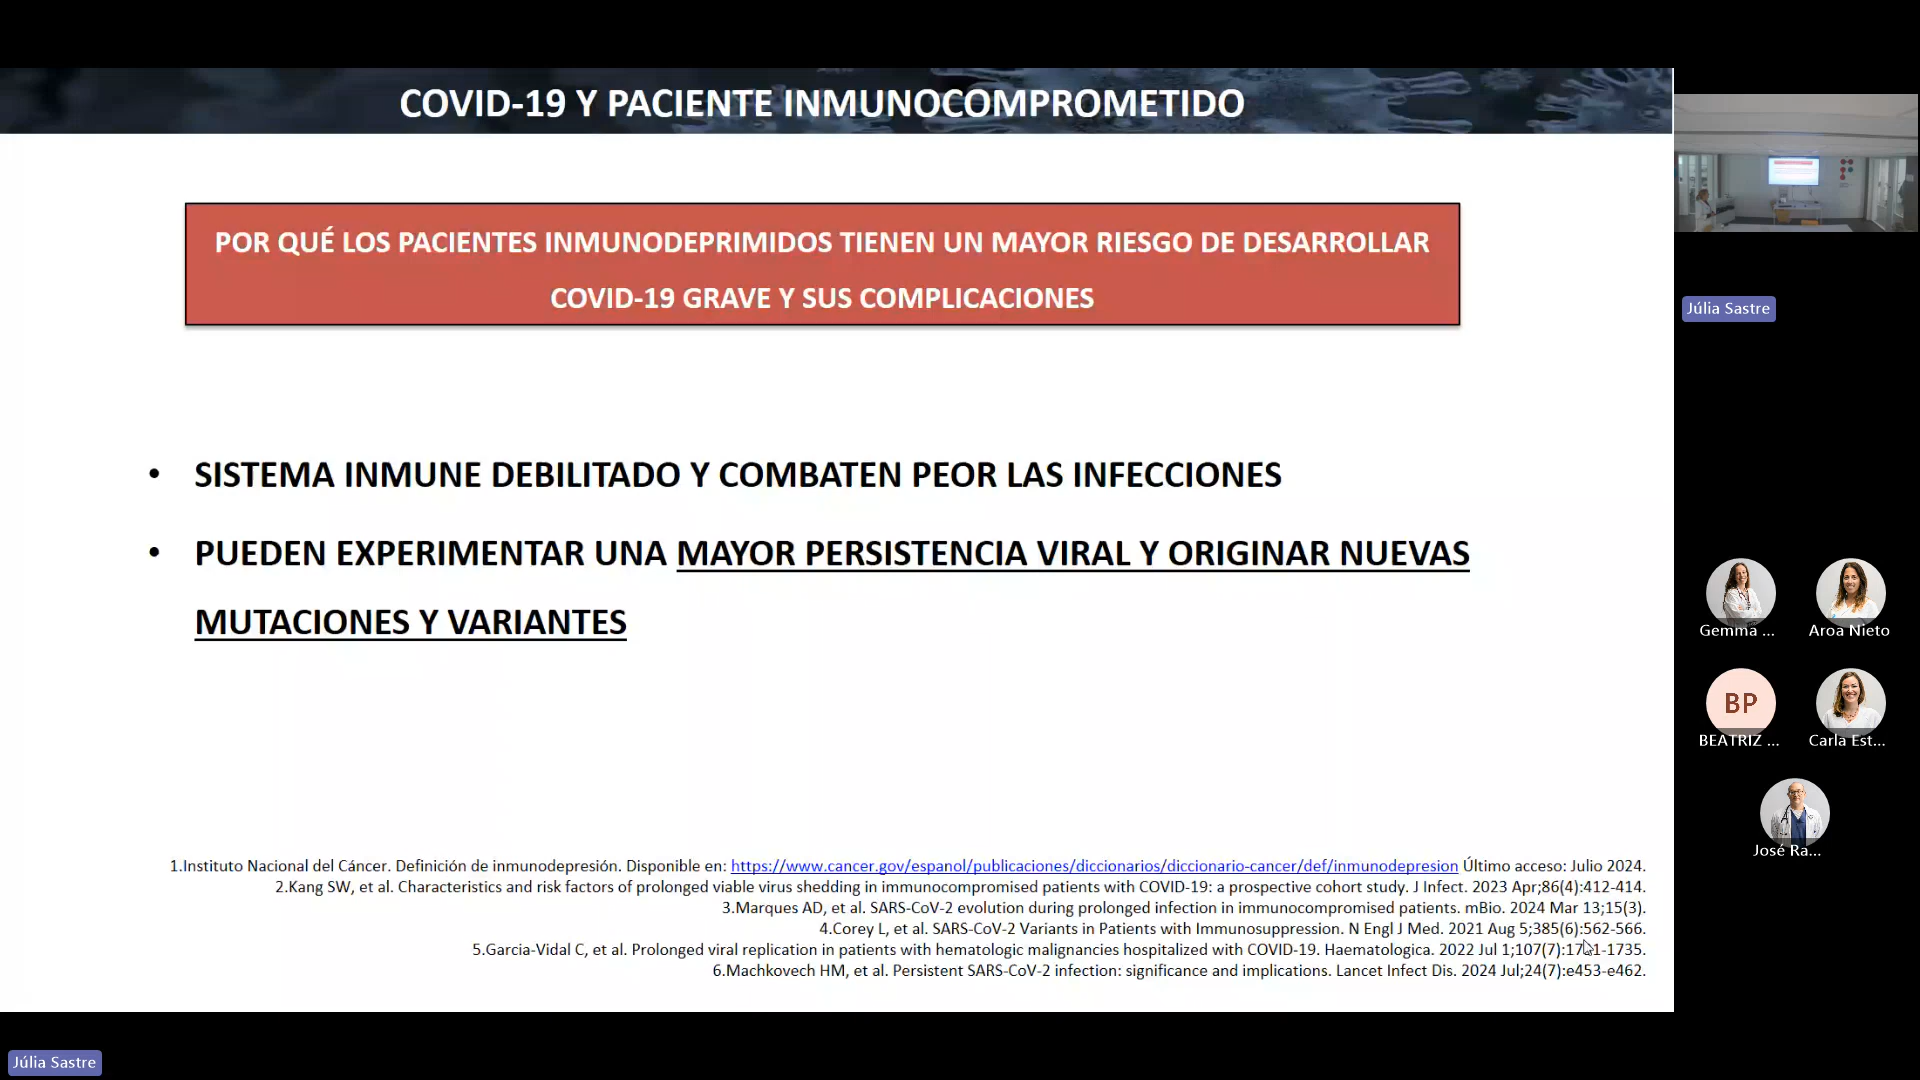 COVID-19 Y PACIENTE INMUNOCOMPROMETIDO
POR QUÉ LOS PACIENTES INMUNODEPRIMIDOS TIENEN UN MAYOR RIESGO DE DESARROLLAR
COVID-19 GRAVE Y SUS COMPLICACIONES
• SISTEMA INMUNE DEBILITADO Y COMBATEN PEOR LAS INFECCIONES
• PUEDEN EXPERIMENTAR UNA MAYOR PERSISTENCIA VIRAL Y ORIGINAR NUEVAS
MUTACIONES Y VARIANTES
1.Instituto Nacional del Cáncer. Definición de inmunodepresión. Disponible en: https://www.cancer.gov/espanol/publicaciones/diccionarios/diccionario-cancer/def/inmunodepresion Último acceso: Julio 2024.
2.Kang SW, et al. Characteristics and risk factors of prolonged viable virus shedding in immunocompromised patients with COVID-19: a prospective cohort study. J Infect. 2023 Apr;86(4):412-414.
3.Marques AD, et al. SARS-CoV-2 evolution during prolonged infection in immunocompromised patients. mBio. 2024 Mar 13;15(3).
4.Corey L, et al. SARS-CoV-2 Variants in Patients with Immunosuppression. N Engl J Med. 2021 Aug 5;385(6):562-566.
5.Garcia-Vidal C, et al. Prolonged viral replication in patients with hematologic malignancies hospitalized with COVID-19. Haematologica. 2022 Jul 1;107(7):1731-1735.
6.Machkovech HM, et al. Persistent SARS-CoV-2 infection: significance and implications. Lancet Infect Dis. 2024 Jul;24(7):e453-e462.
Júlia Sastre
Gemma ...
Aroa Nieto
BP
BEATRIZ ...
Carla Est...
José Ra...
Júlia Sastre